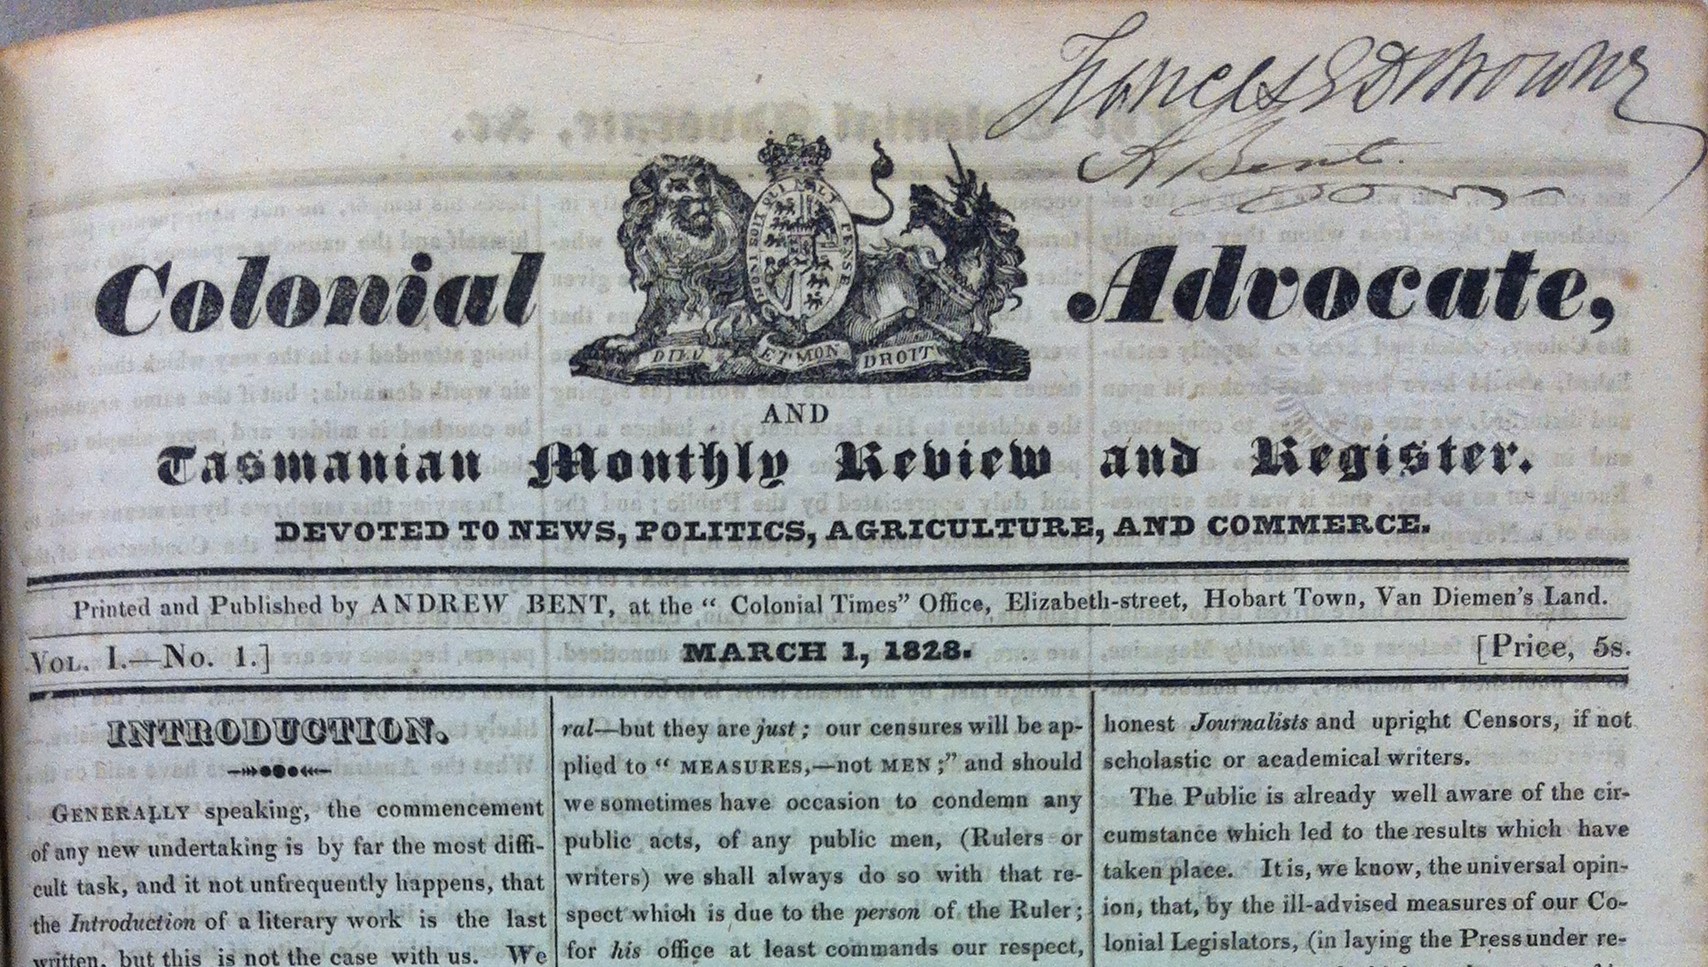 A Bent.
Colonial Advocate,
HONI SOIT QUI MAL Y PENSE
DIEU ET MON DROIT
AND
Tasmanian Monthly Review and Register.
DEVOTED TO NEWS, POLITICS, AGRICULTURE, AND COMMERCE.
Printed and Published by ANDREW BENT, at the “ Colonial Times” Office, Elizabeth-street, Hobart Town, Van Diemen's Land.
VOL. I.—No. 1.] MARCH 1, 1828. [Price, 5s.
INTRODUCTION.
GENERALLY speaking, the commencement
of any new undertaking is by far the most diffi-
cult task, and it not unfrequently happens, that
the Introduction of a literary work is the last
written, but this is not the case with us. We
ral—but they are just ; our censures will be ap-
plied to “ MEASURES,—not MEN ;” and should
we sometimes have occasion to condemn any
public acts, of any public men, (Rulers or
writers) we shall always do so with that re-
spect which is due to the person of the Ruler ;
for his office at least commands our respect,
honest Journalists and upright Censors, if not
scholastic or academical writers.
The Public is already well aware of the cir-
cumstance which led to the results which have
taken place. It is, we know, the universal opin-
ion, that, by the ill-advised measures of our Co-
lonial Legislators, (in laying the Press under re-